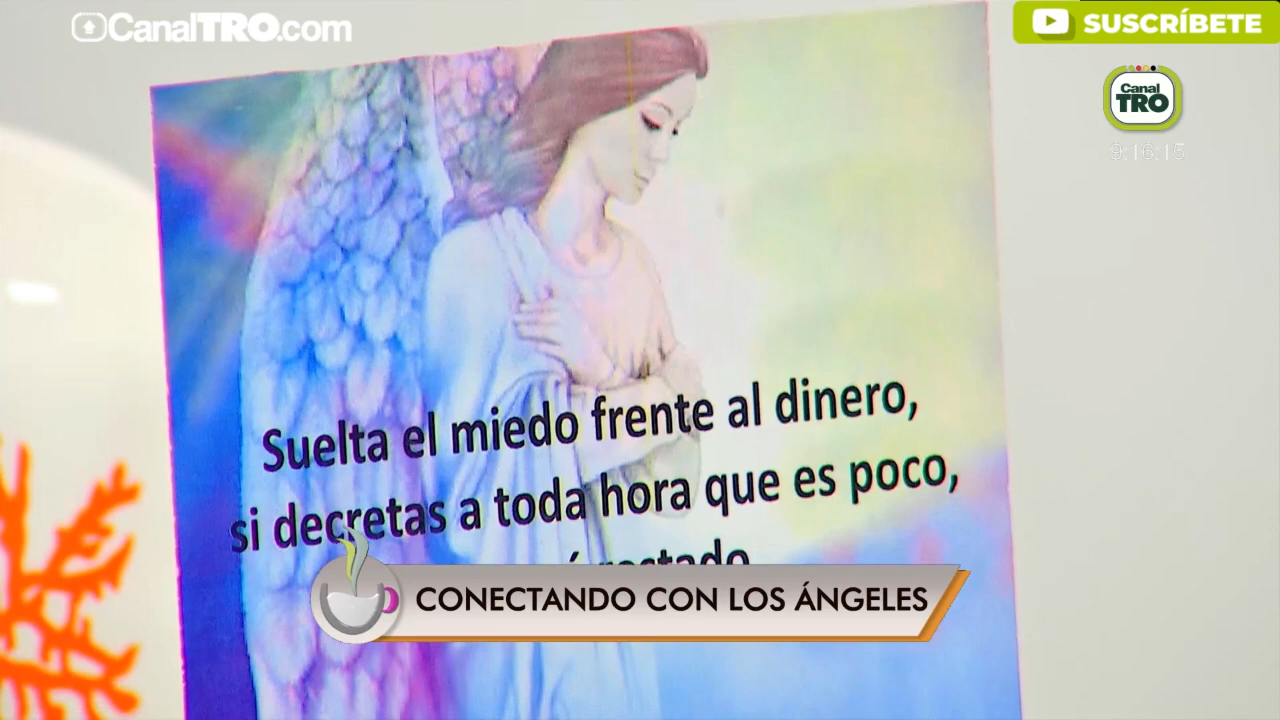 CanalTRO.com
SUSCRÍBETE
Canal
TRO
9:16:15
Suelta el miedo frente al dinero,
si decretas a toda hora que es poco,
CONECTANDO CON LOS ÁNGELES